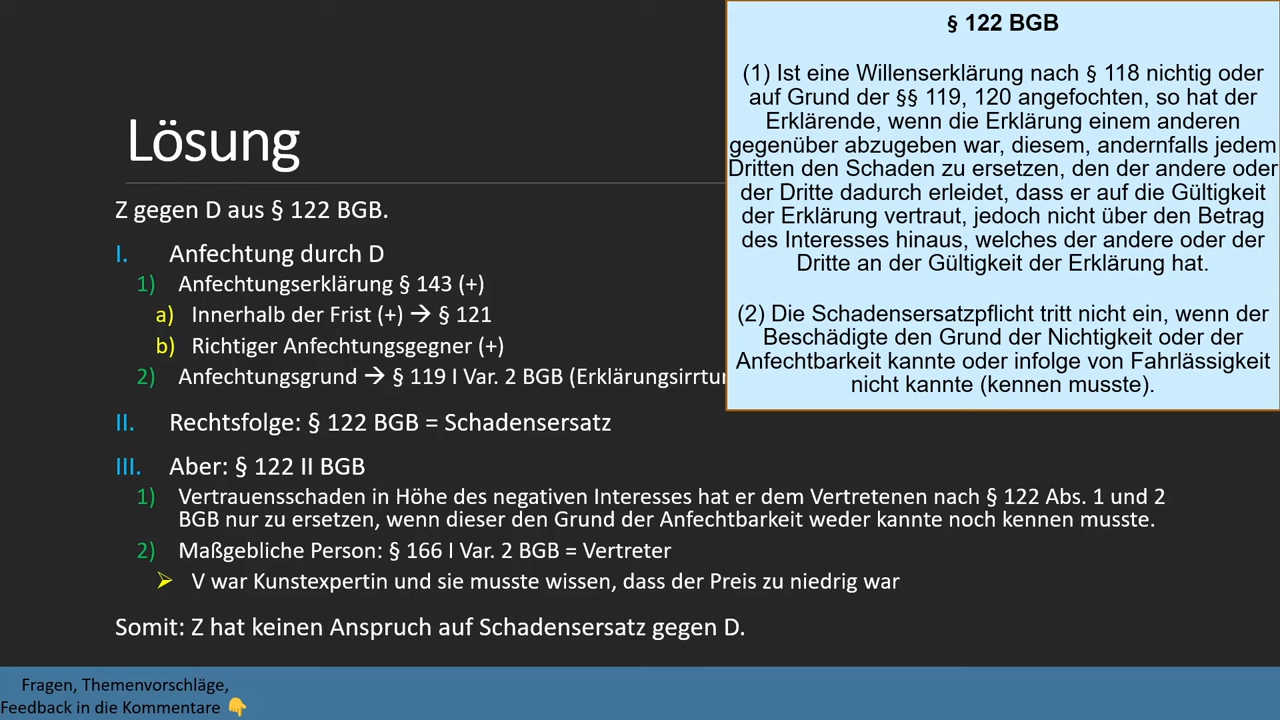 Lösung
Z gegen D aus § 122 BGB.
I. Anfechtung durch D
1) Anfechtungserklärung § 143 (+)
a) Innerhalb der Frist (+) → § 121
b) Richtiger Anfechtungsgegner (+)
2) Anfechtungsgrund → § 119 I Var. 2 BGB
II. Rechtsfolge: § 122 BGB = Schadensersatz
III. Aber: § 122 II BGB
1) Vertrauensschaden in Höhe des negativen Interesses hat er dem Vertretenen nach § 122 Abs. 1 und 2
BGB nur zu ersetzen, wenn dieser den Grund der Anfechtbarkeit weder kannte noch kennen musste.
2) Maßgebliche Person: § 166 I Var. 2 BGB = Vertreter
➢ V war Kunstexpertin und sie musste wissen, dass der Preis zu niedrig war
Somit: Z hat keinen Anspruch auf Schadensersatz gegen D.
§ 122 BGB
(1) Ist eine Willenserklärung nach § 118 nichtig oder
auf Grund der §§ 119, 120 angefochten, so hat der
Erklärende, wenn die Erklärung einem anderen
gegenüber abzugeben war, diesem, andernfalls jedem
Dritten den Schaden zu ersetzen, den der andere oder
der Dritte dadurch erleidet, dass er auf die Gültigkeit
der Erklärung vertraut, jedoch nicht über den Betrag
des Interesses hinaus, welches der andere oder der
Dritte an der Gültigkeit der Erklärung hat.
(2) Die Schadensersatzpflicht tritt nicht ein, wenn der
Beschädigte den Grund der Nichtigkeit oder der
Anfechtbarkeit kannte oder infolge von Fahrlässigkeit
nicht kannte (kennen musste).
Fragen, Themenvorschläge,
Feedback in die Kommentare 👇